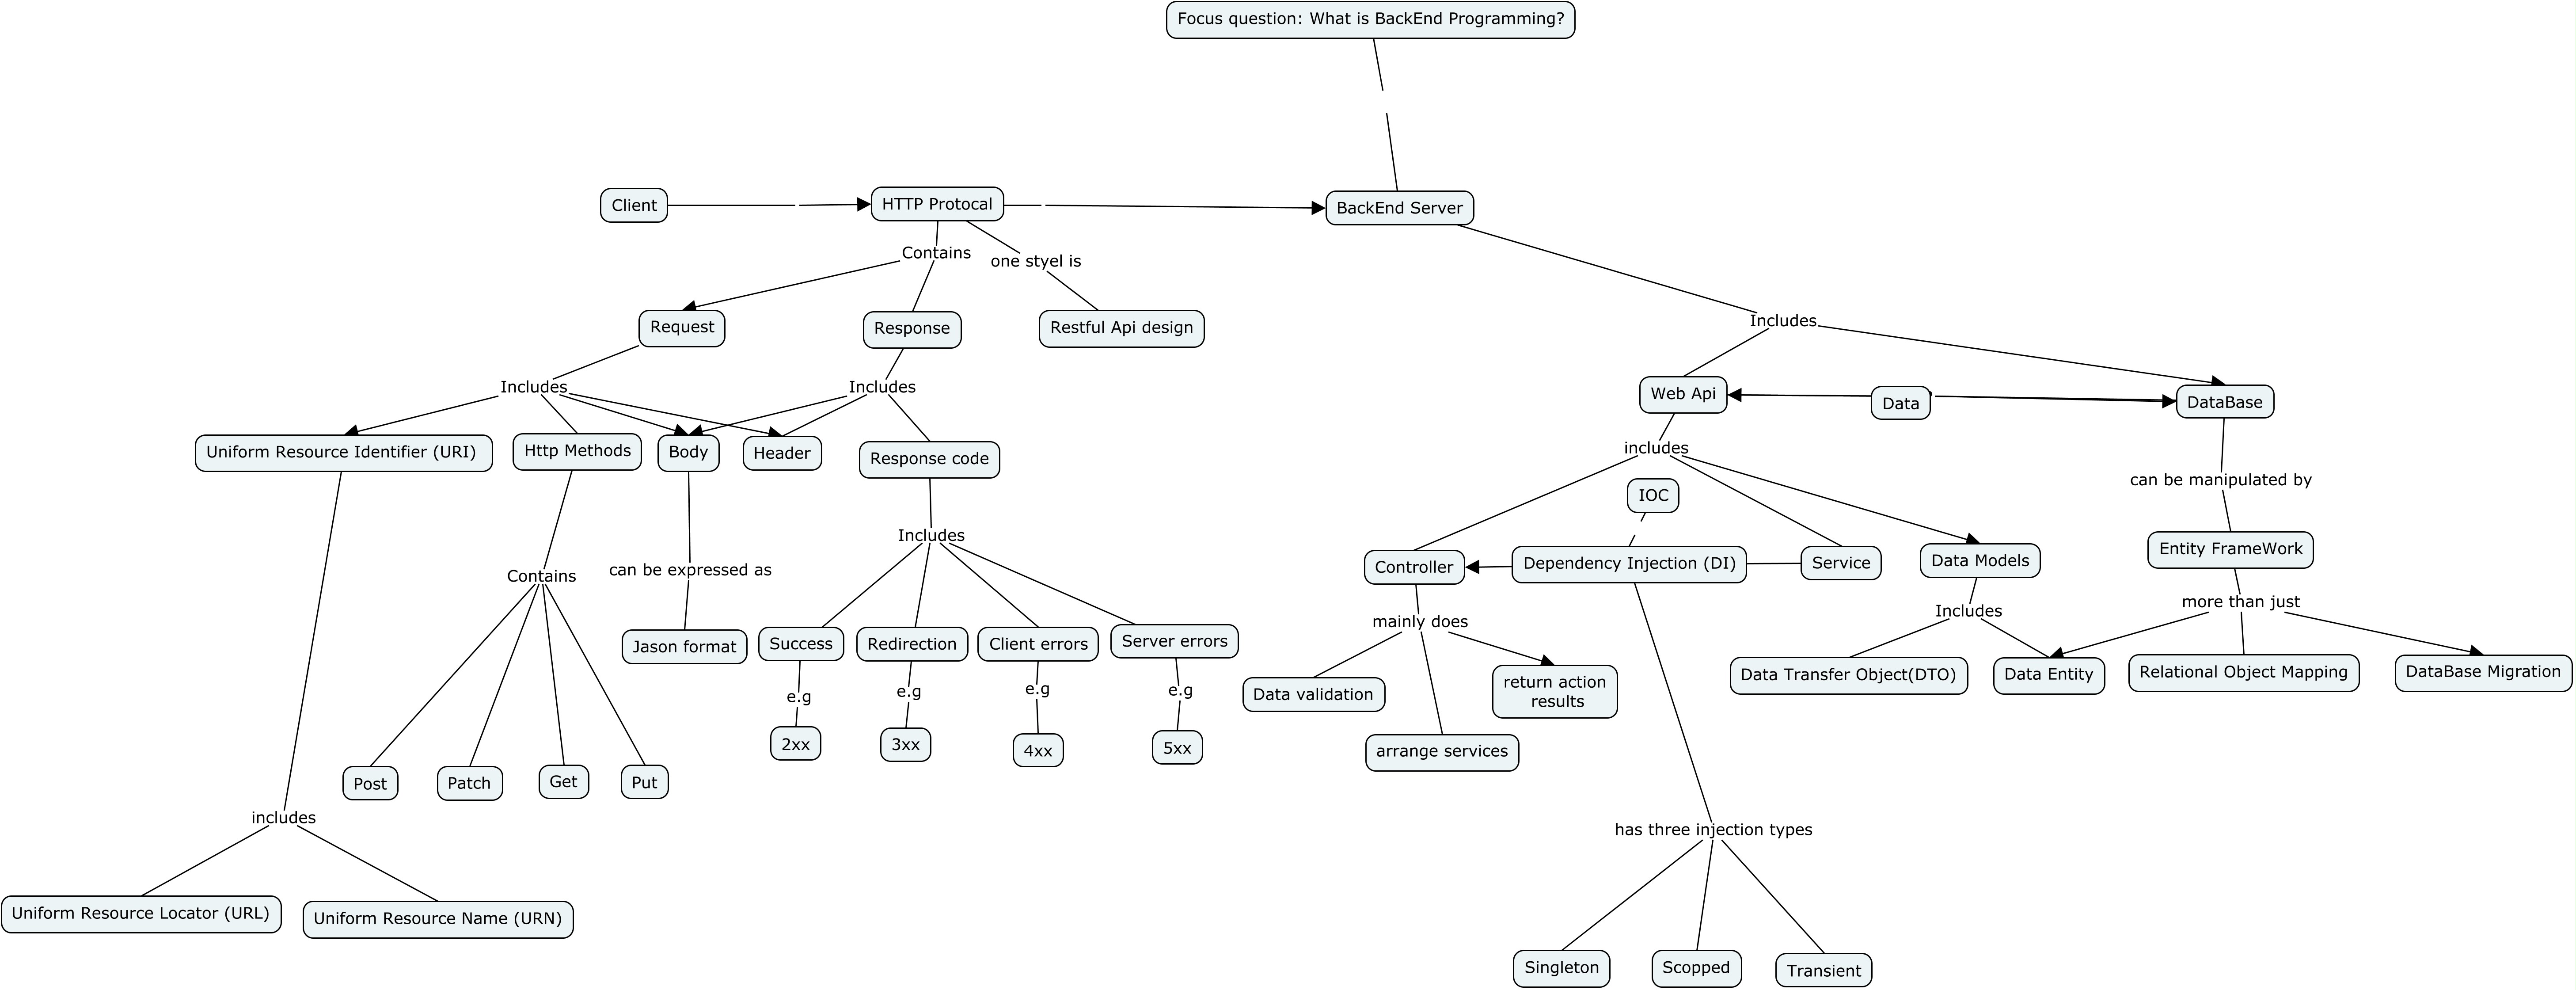 Focus question: What is BackEnd Programming?
Client
HTTP Protocal
BackEnd Server
Contains
one styel is
Request
Response
Restful Api design
Includes
Includes
Includes
Web Api
Data
DataBase
Uniform Resource Identifier (URI)
Http Methods
Body
Header
Response code
includes
can be manipulated by
IOC
Includes
Controller
Dependency Injection (DI)
Service
Data Models
Entity FrameWork
Contains
can be expressed as
mainly does
Includes
more than just
Jason format
Success
Redirection
Client errors
Server errors
Data validation
return action
results
Data Transfer Object(DTO)
Data Entity
Relational Object Mapping
DataBase Migration
e.g
e.g
e.g
e.g
2xx
3xx
4xx
5xx
arrange services
Post
Patch
Get
Put
includes
has three injection types
Uniform Resource Locator (URL)
Uniform Resource Name (URN)
Singleton
Scopped
Transient